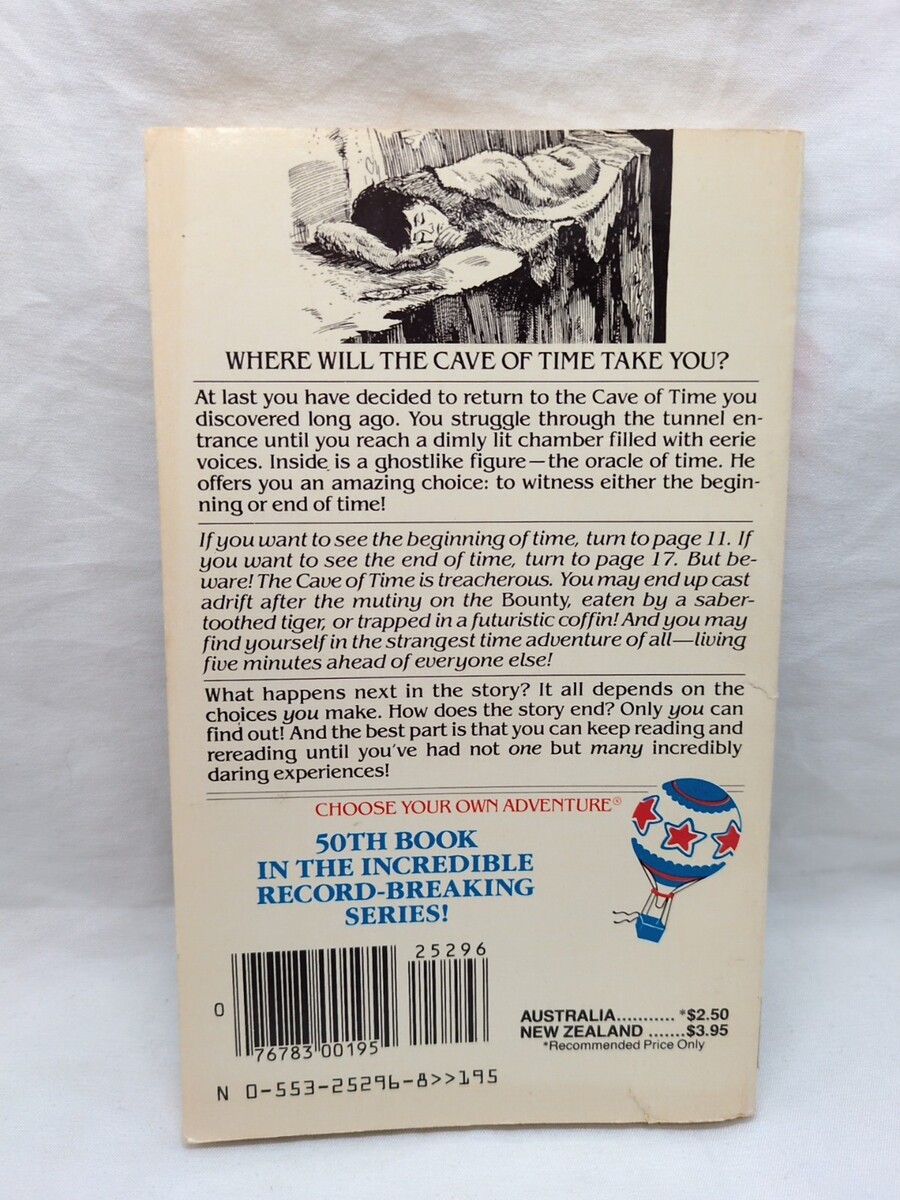 WHERE WILL THE CAVE OF TIME TAKE YOU?
At last you have decided to return to the Cave of Time you
discovered long ago. You struggle through the tunnel en-
trance until you reach a dimly lit chamber filled with eerie
voices. Inside is a ghostlike figure—the oracle of time. He
offers you an amazing choice: to witness either the begin-
ning or end of time!
If you want to see the beginning of time, turn to page 11. If
you want to see the end of time, turn to page 17. But be-
ware! The Cave of Time is treacherous. You may end up cast
adrift after the mutiny on the Bounty, eaten by a saber-
toothed tiger, or trapped in a futuristic coffin! And you may
find yourself in the strangest time adventure of all—living
five minutes ahead of everyone else!
What happens next in the story? It all depends on the
choices you make. How does the story end? Only you can
find out! And the best part is that you can keep reading and
rereading until you've had not one but many incredibly
daring experiences!
CHOOSE YOUR OWN ADVENTURE®
50TH BOOK
IN THE INCREDIBLE
RECORD-BREAKING
SERIES!
25296
0
76783 00195
N 0-553-25296-8>>195
AUSTRALIA........... *$2.50
NEW ZEALAND .......$3.95
*Recommended Price Only